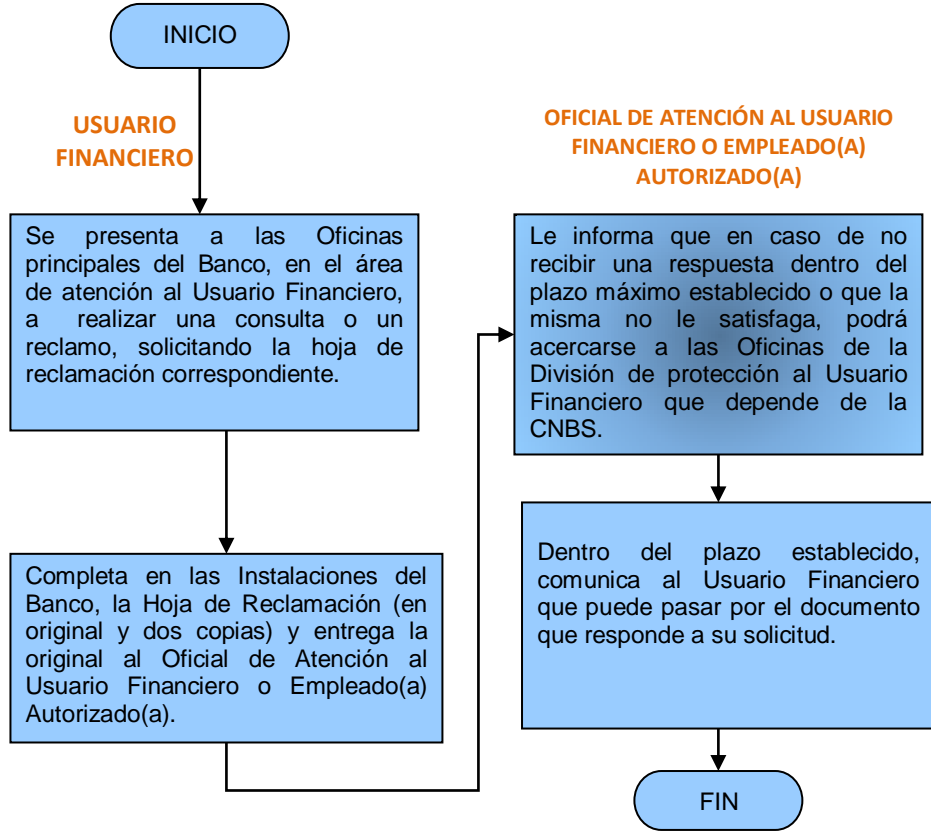 INICIO
USUARIO
FINANCIERO
Se presenta a las Oficinas
principales del Banco, en el área
de atención al Usuario Financiero,
a realizar una consulta o un
reclamo, solicitando la hoja de
reclamación correspondiente.
Completa en las Instalaciones del
Banco, la Hoja de Reclamación (en
original y dos copias) y entrega la
original al Oficial de Atención al
Usuario Financiero o Empleado(a)
Autorizado(a).
OFICIAL DE ATENCIÓN AL USUARIO
FINANCIERO O EMPLEADO(A)
AUTORIZADO(A)
Le informa que en caso de no
recibir una respuesta dentro del
plazo máximo establecido o que la
misma no le satisfaga, podrá
acercarse a las Oficinas de la
División de protección al Usuario
Financiero que depende de la
CNBS.
Dentro del plazo establecido,
comunica al Usuario Financiero
que puede pasar por el documento
que responde a su solicitud.
FIN